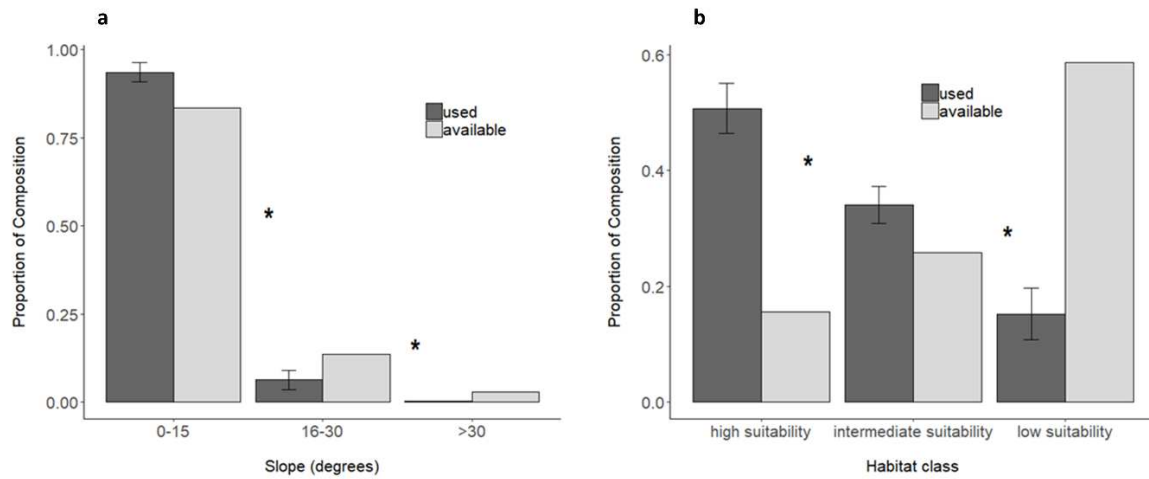 a
1.00
0.75
0.50
0.25
0.00
Proportion of Composition
used
available
*
*
0-15
16-30
>30
Slope (degrees)
b
0.6
0.4
0.2
0.0
Proportion of Composition
used
available
*
*
high suitability
intermediate suitability
low suitability
Habitat class